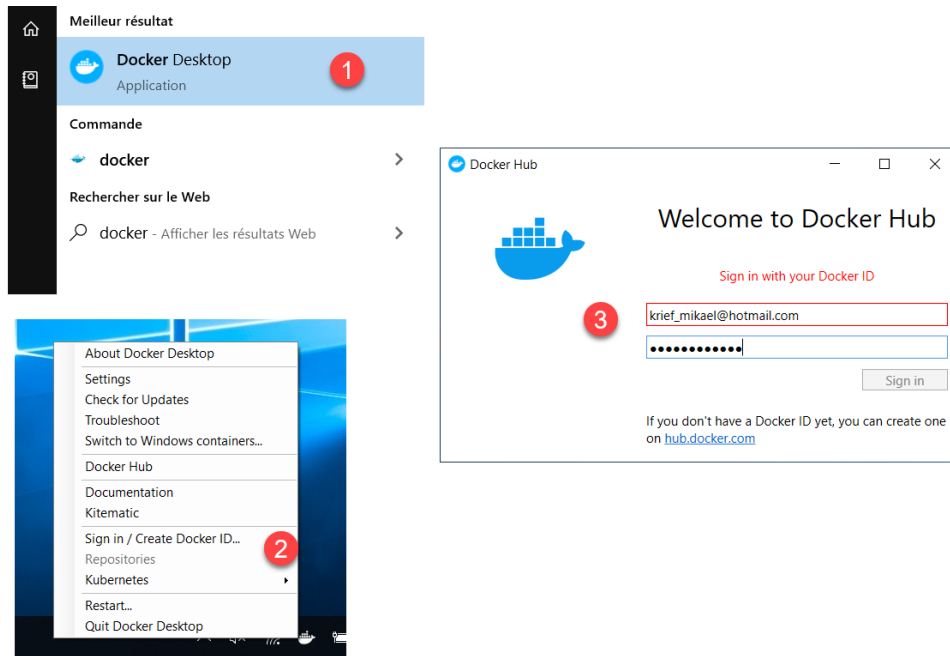 Meilleur résultat
Docker Desktop
Application
1
Commande
docker
Rechercher sur le Web
docker - Afficher les résultats Web
About Docker Desktop
Settings
Check for Updates
Troubleshoot
Switch to Windows containers...
Docker Hub
Documentation
Kitematic
Sign in / Create Docker ID...
2
Repositories
Kubernetes
Restart...
Quit Docker Desktop
Docker Hub
Welcome to Docker Hub
Sign in with your Docker ID
3
krief_mikael@hotmail.com
••••••••••••
Sign in
If you don't have a Docker ID yet, you can create one
on hub.docker.com